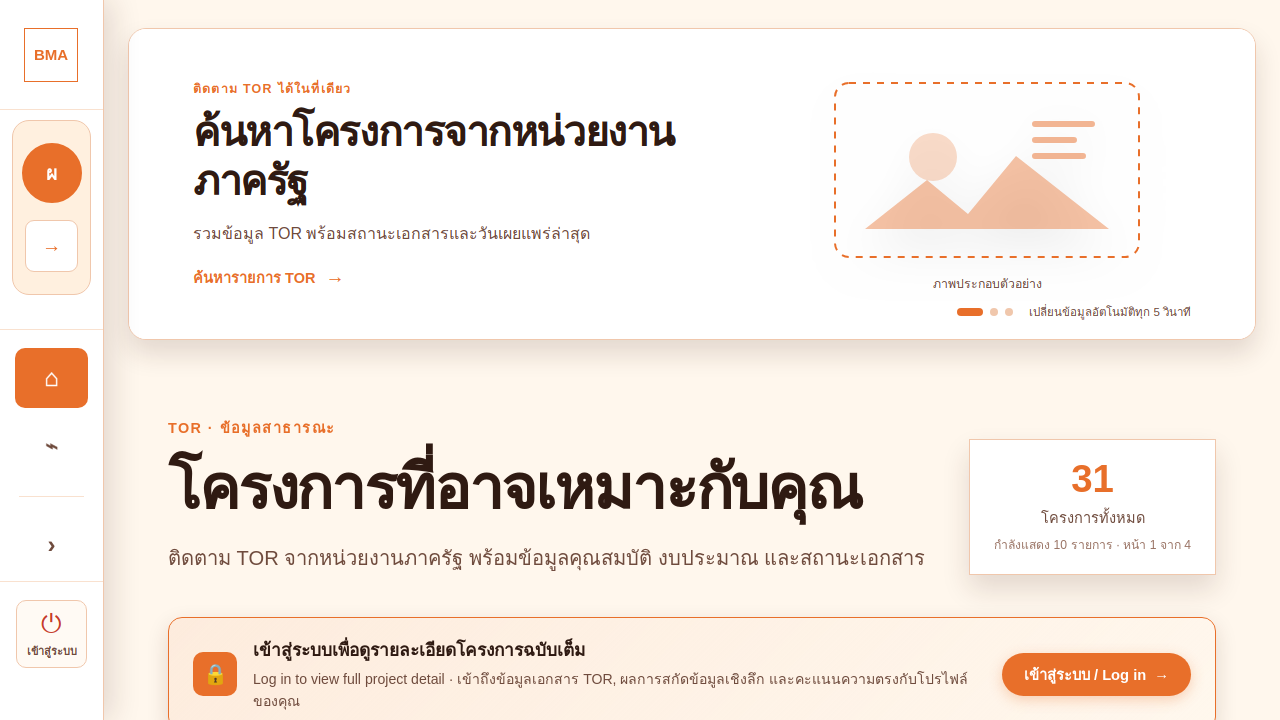 BMA
ผ
→
›
เข้าสู่ระบบ
ติดตาม TOR ได้ในที่เดียว
ค้นหาโครงการจากหน่วยงาน
ภาครัฐ
รวมข้อมูล TOR พร้อมสถานะเอกสารและวันเผยแพร่ล่าสุด
ค้นหารายการ TOR →
ภาพประกอบตัวอย่าง
เปลี่ยนข้อมูลอัตโนมัติทุก 5 วินาที
TOR · ข้อมูลสาธารณะ
โครงการที่อาจเหมาะกับคุณ
ติดตาม TOR จากหน่วยงานภาครัฐ พร้อมข้อมูลคุณสมบัติ งบประมาณ และสถานะเอกสาร
31
โครงการทั้งหมด
กำลังแสดง 10 รายการ · หน้า 1 จาก 4
เข้าสู่ระบบเพื่อดูรายละเอียดโครงการฉบับเต็ม
Log in to view full project detail · เข้าถึงข้อมูลเอกสาร TOR, ผลการสกัดข้อมูลเชิงลึก และคะแนนความตรงกับโปรไฟล์
ของคุณ
เข้าสู่ระบบ / Log in →